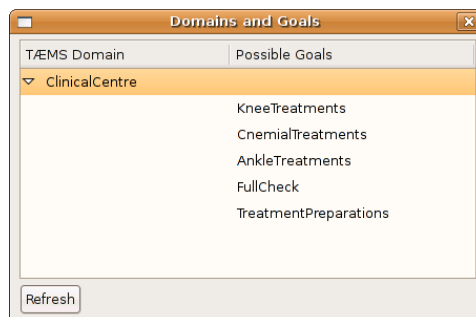 Domains and Goals
TÆMS Domain Possible Goals
ClinicalCentre
KneeTreatments
CnemialTreatments
AnkleTreatments
FullCheck
TreatmentPreparations
Refresh